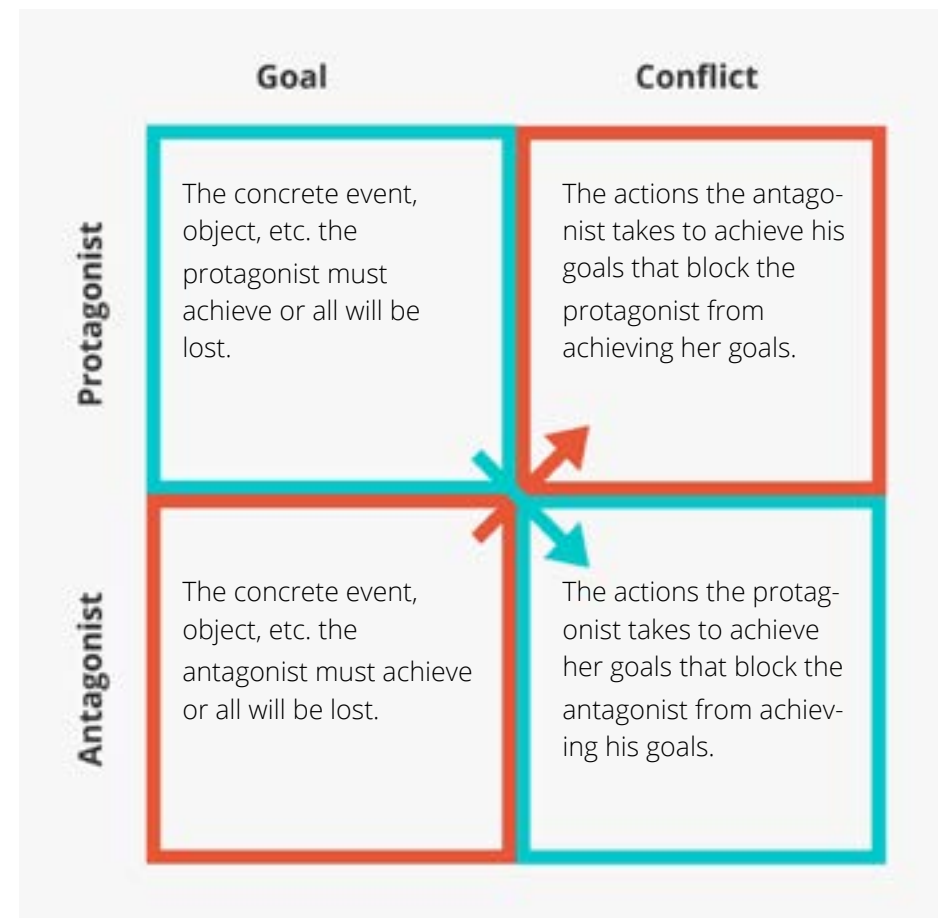 Goal
Conflict
Protagonist
The concrete event,
object, etc. the
protagonist must
achieve or all will be
lost.
The actions the antago-
nist takes to achieve his
goals that block the
protagonist from
achieving her goals.
Antagonist
The concrete event,
object, etc. the
antagonist must achieve
or all will be lost.
The actions the protag-
onist takes to achieve
her goals that block the
antagonist from achiev-
ing his goals.